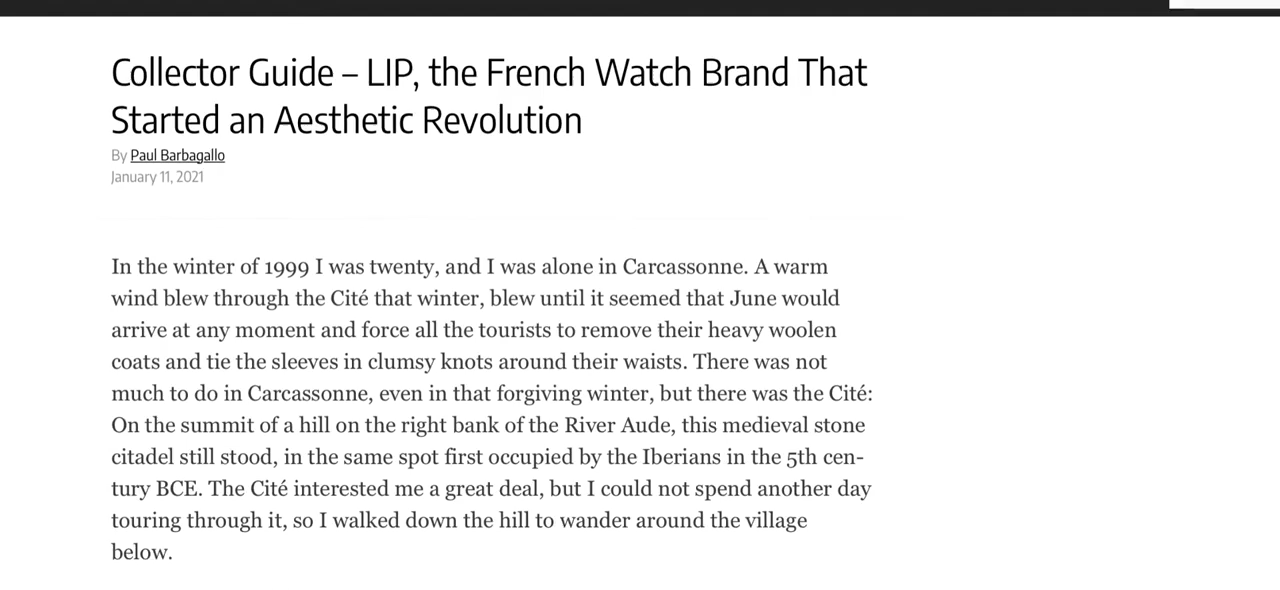 Collector Guide – LIP, the French Watch Brand That
Started an Aesthetic Revolution
By Paul Barbagallo
January 11, 2021
In the winter of 1999 I was twenty, and I was alone in Carcassonne. A warm
wind blew through the Cité that winter, blew until it seemed that June would
arrive at any moment and force all the tourists to remove their heavy woolen
coats and tie the sleeves in clumsy knots around their waists. There was not
much to do in Carcassonne, even in that forgiving winter, but there was the Cité:
On the summit of a hill on the right bank of the River Aude, this medieval stone
citadel still stood, in the same spot first occupied by the Iberians in the 5th cen-
tury BCE. The Cité interested me a great deal, but I could not spend another day
touring through it, so I walked down the hill to wander around the village
below.